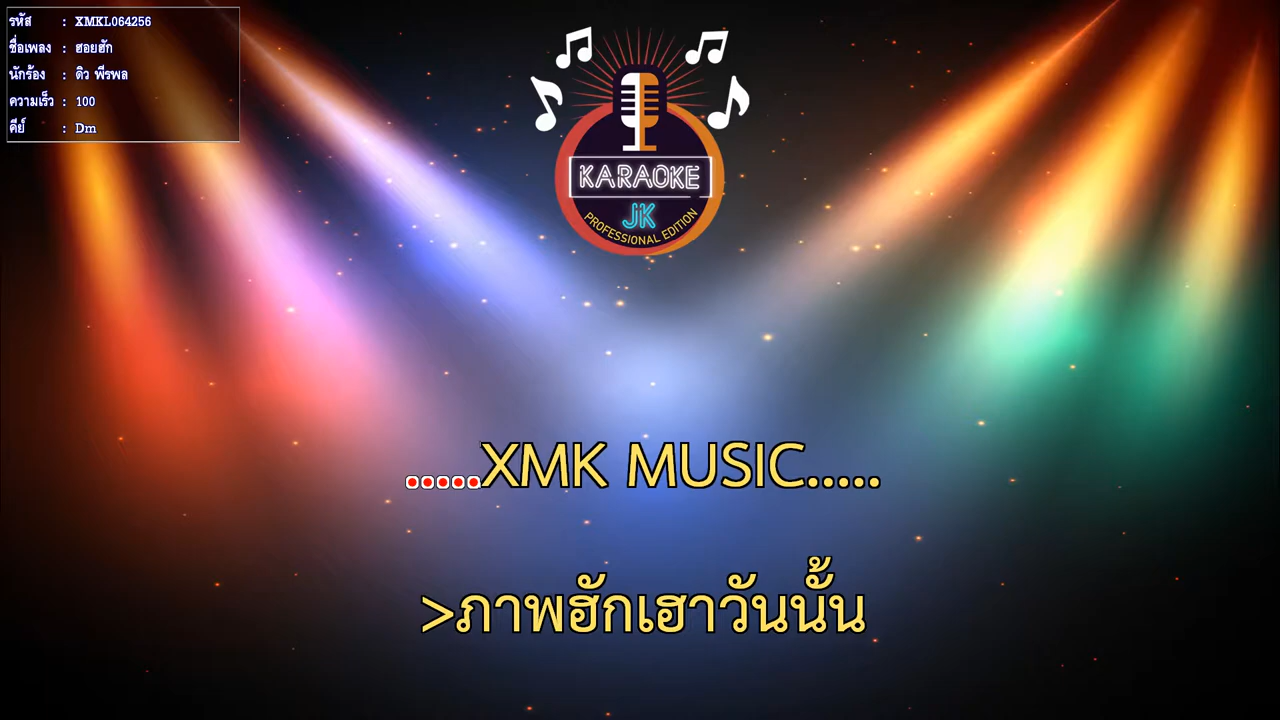 รหัส : XMKL064256
ชื่อเพลง : ฮอยฮัก
นักร้อง : ดิว พีรพล
ความเร็ว : 100
คีย์ : Dm
KARAOKE
JK
PROFESSIONAL EDITION
.....XMK MUSIC.....
>ภาพฮักเฮาวันนั้น